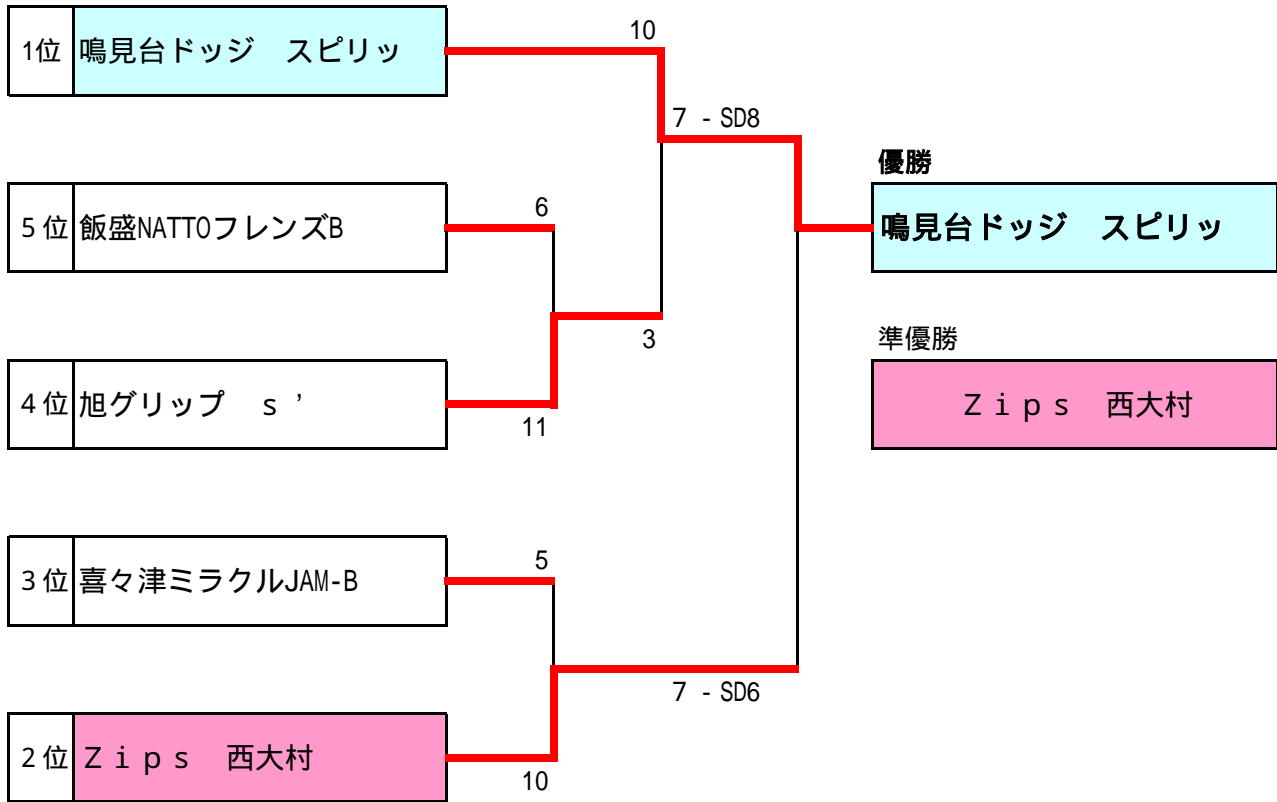 1位 鳴見台ドッジ　スピリッ
10
7 - SD8
優勝
鳴見台ドッジ　スピリッ
5位 飯盛NATTOフレンズB
6
3
準優勝
Ｚｉｐｓ　西大村
4位 旭グリップ　ｓ’
11
3位 喜々津ミラクルJAM-B
5
7 - SD6
2位 Ｚｉｐｓ　西大村
10